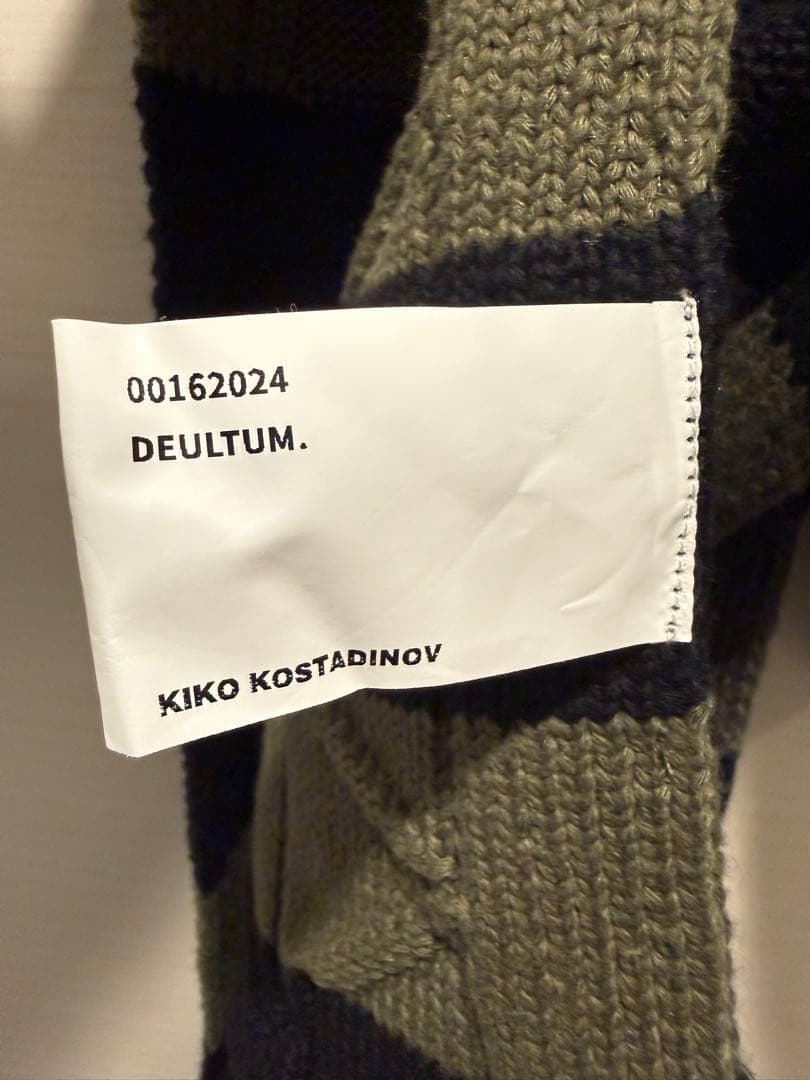 00162024
DEULTUM.
KIKO KOSTADINOV